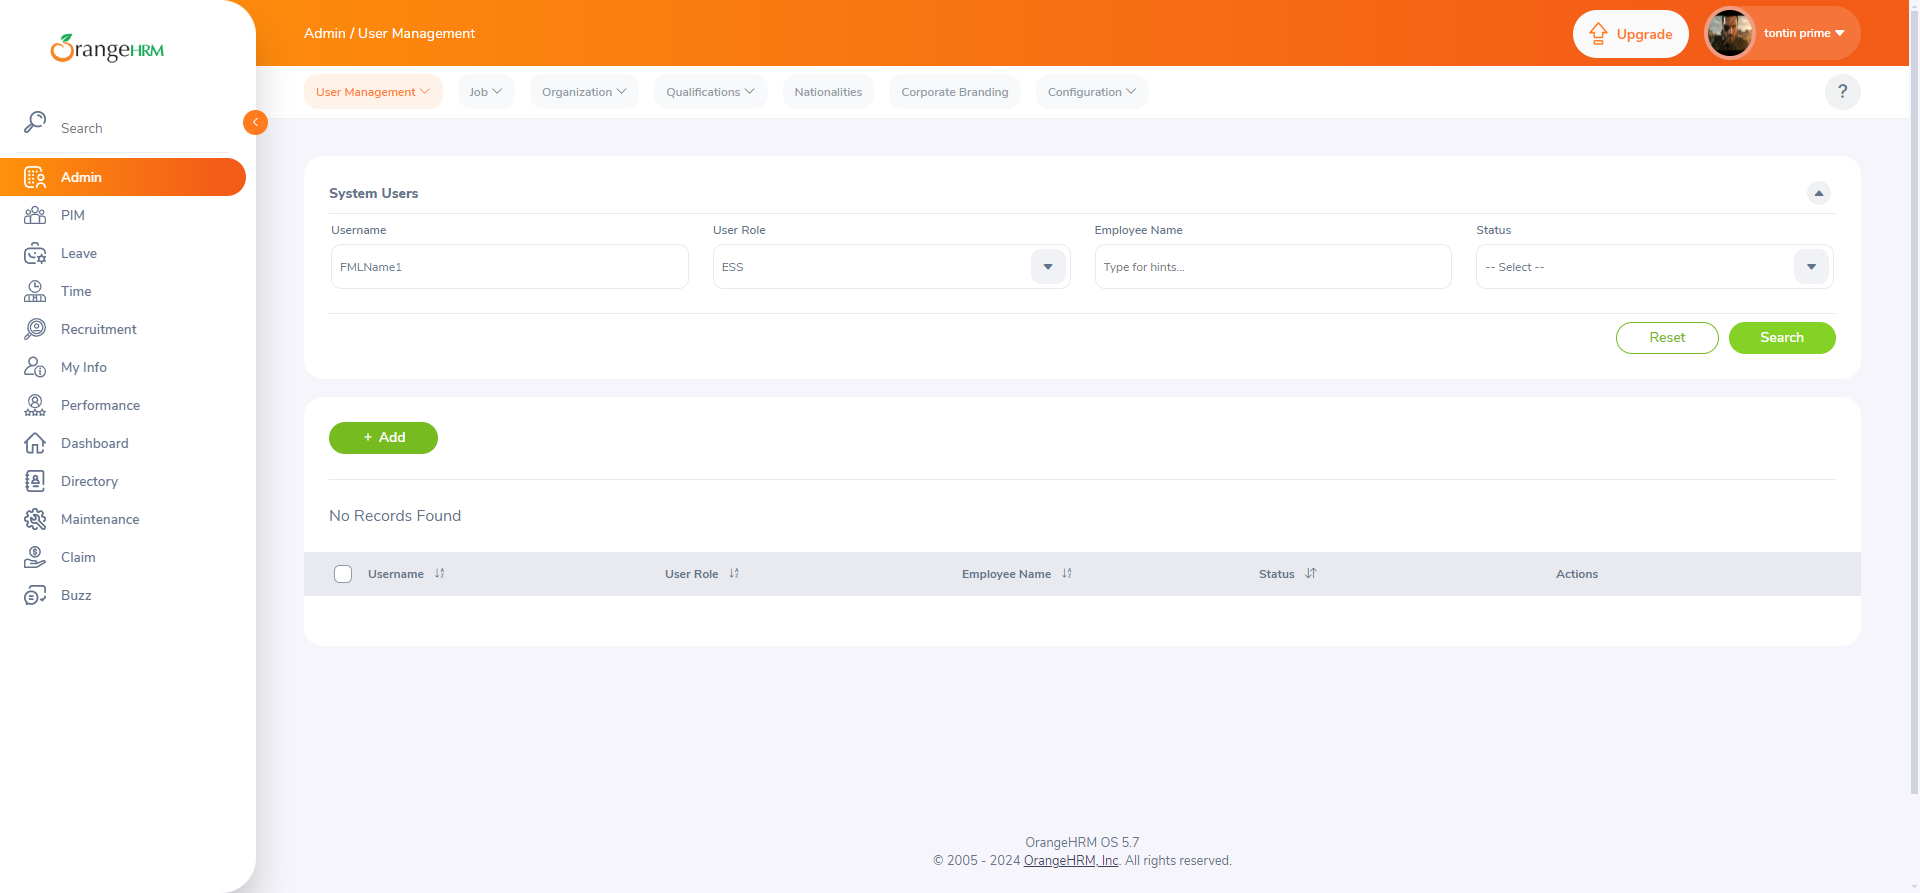 OrangeHRM
Admin / User Management
Upgrade
tontin prime
User Management
Job
Organization
Qualifications
Nationalities
Corporate Branding
Configuration
?
Search
Admin
PIM
Leave
Time
Recruitment
My Info
Performance
Dashboard
Directory
Maintenance
Claim
Buzz
System Users
Username
User Role
Employee Name
Status
FMLName1
ESS
Type for hints...
-- Select --
Reset
Search
+ Add
No Records Found
Username
User Role
Employee Name
Status
Actions
OrangeHRM OS 5.7
© 2005 - 2024 OrangeHRM, Inc. All rights reserved.